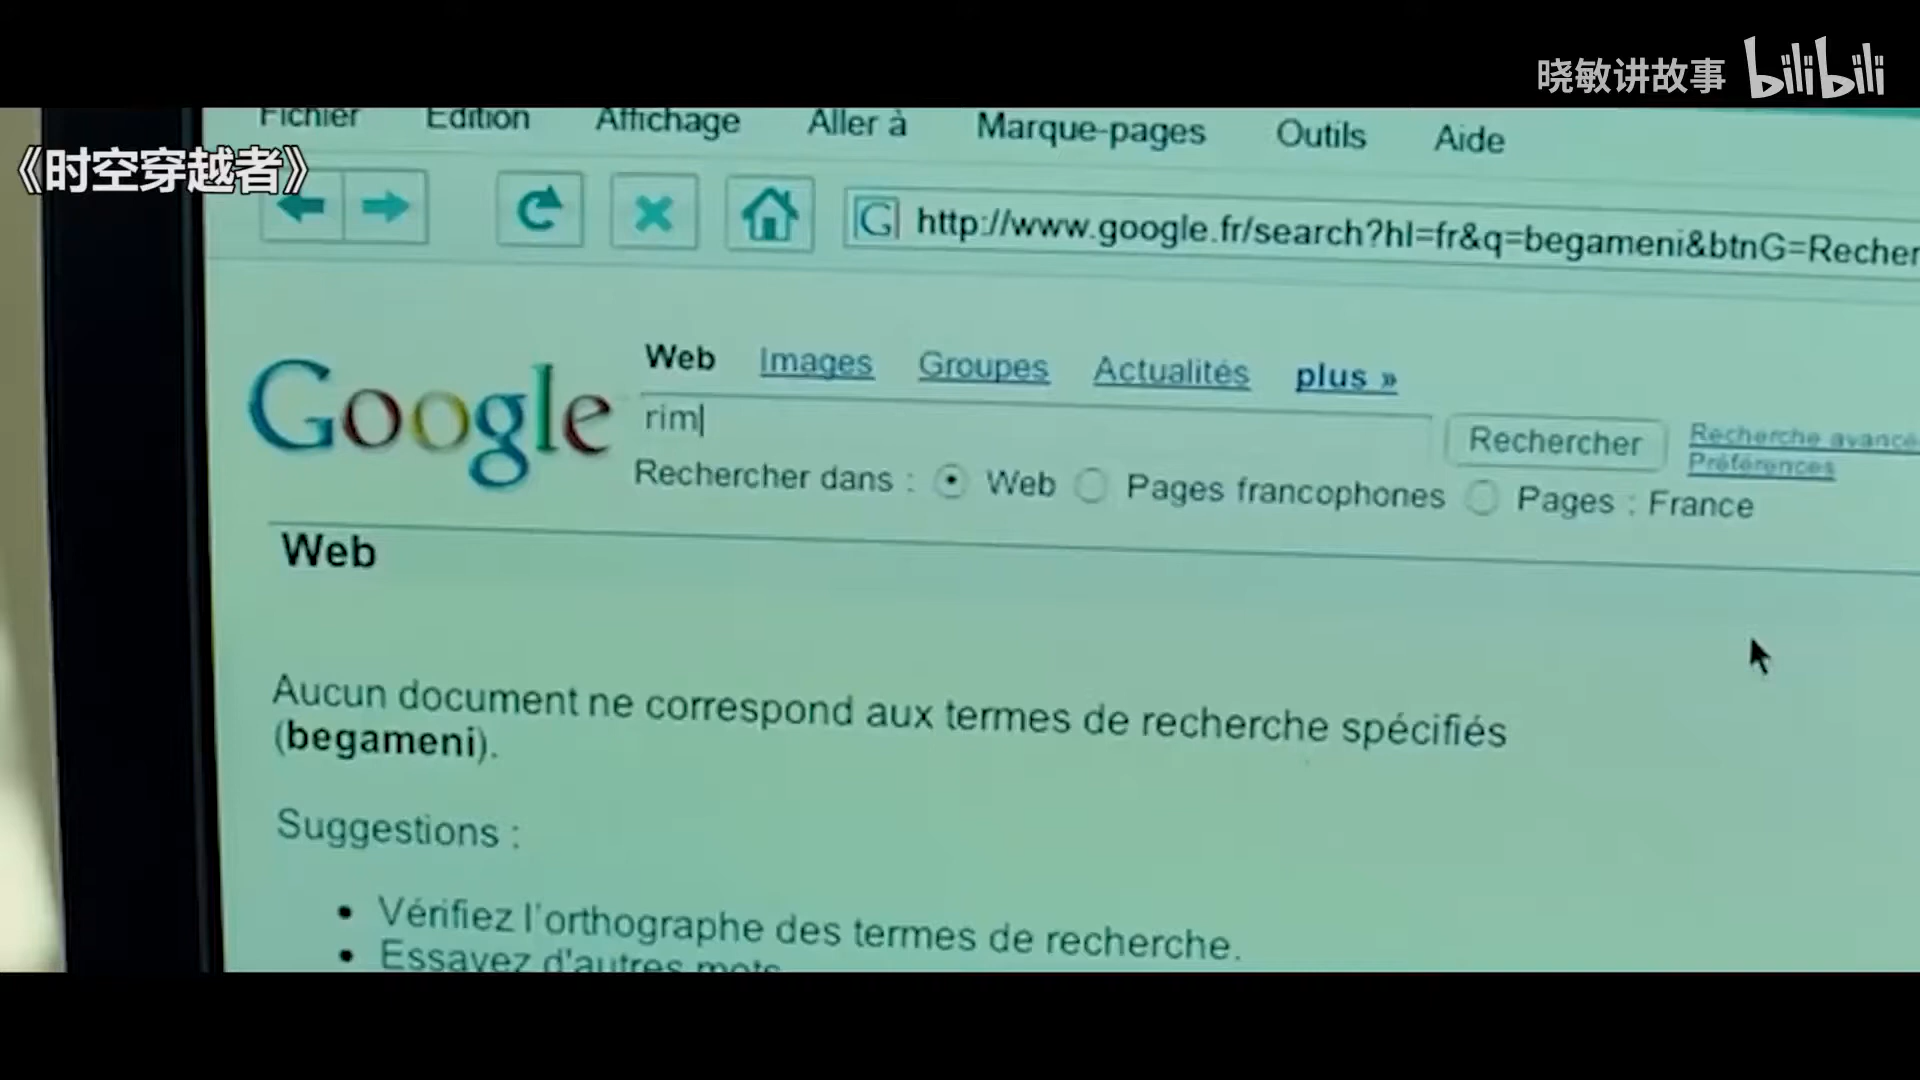 晓敏讲故事 bilibili
《时空穿越者》
Fichier Edition Affichage Aller à Marque-pages Outils Aide
http://www.google.fr/search?hl=fr&q=begameni&btnG=Recher
Google
Web Images Groupes Actualités plus »
rim
Rechercher
Recherche avancé
Préférences
Rechercher dans : Web Pages francophones Pages : France
Web
Aucun document ne correspond aux termes de recherche spécifiés
(begameni).
Suggestions :
• Vérifiez l'orthographe des termes de recherche.
• Essayez d'autres mots